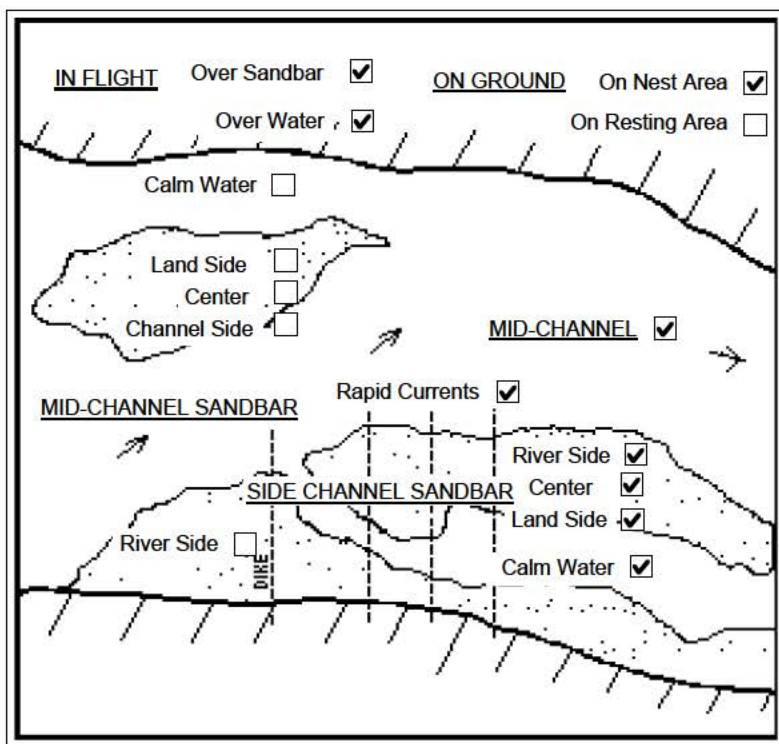 IN FLIGHT Over Sandbar ON GROUND On Nest Area
Over Water On Resting Area
Calm Water
Land Side
Center
Channel Side
MID-CHANNEL
Rapid Currents
MID-CHANNEL SANDBAR
River Side
SIDE CHANNEL SANDBAR Center
Land Side
River Side
DIKE
Calm Water